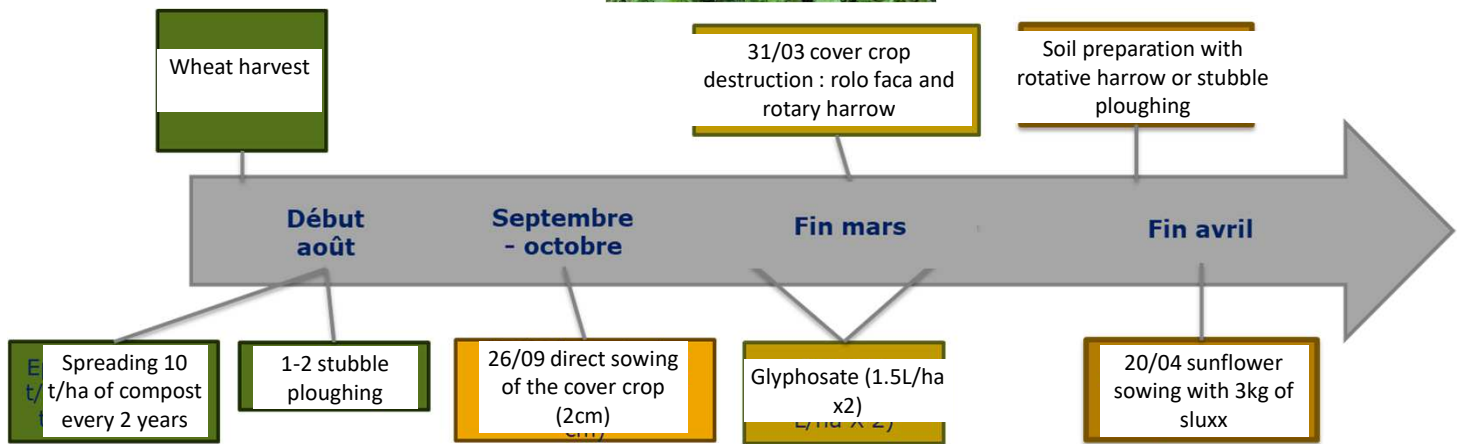 Wheat harvest
31/03 cover crop
destruction : rolo faca and
rotary harrow
Soil preparation with
rotative harrow or stubble
ploughing
Début
août
Septembre
- octobre
Fin mars
Fin avril
Spreading 10
t/ha of compost
every 2 years
1-2 stubble
ploughing
26/09 direct sowing
of the cover crop
(2cm)
Glyphosate (1.5L/ha
x2)
L/ha X 2)
20/04 sunflower
sowing with 3kg of
sluxx